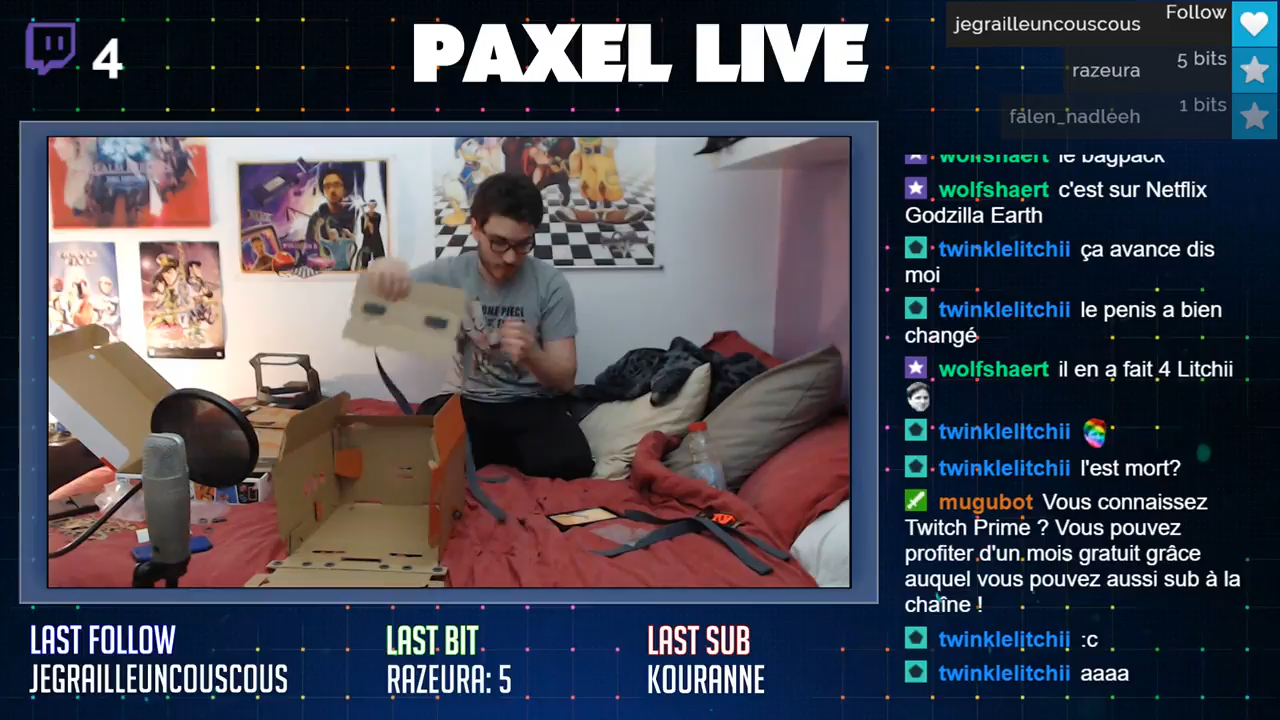 4
PAXEL LIVE
jegrailleuncouscous Follow
razeura 5 bits
fálen_nadléeh 1 bits
wolfshaert le bagpack
wolfshaert c'est sur Netflix
Godzilla Earth
twinklelitchii ça avance dis
moi
twinklelitchii le penis a bien
changé
wolfshaert il en a fait 4 Litchii
twinklelitchii
twinklelitchii l'est mort?
mugubot Vous connaissez
Twitch Prime ? Vous pouvez
profiter d'un mois gratuit grâce
auquel vous pouvez aussi sub à la
chaîne !
twinklelitchii :c
twinklelitchii aaaa
ONE PIECE
LAST FOLLOW
JEGRAILLEUNCOUSCOUS
LAST BIT
RAZEURA: 5
LAST SUB
KOURANNE